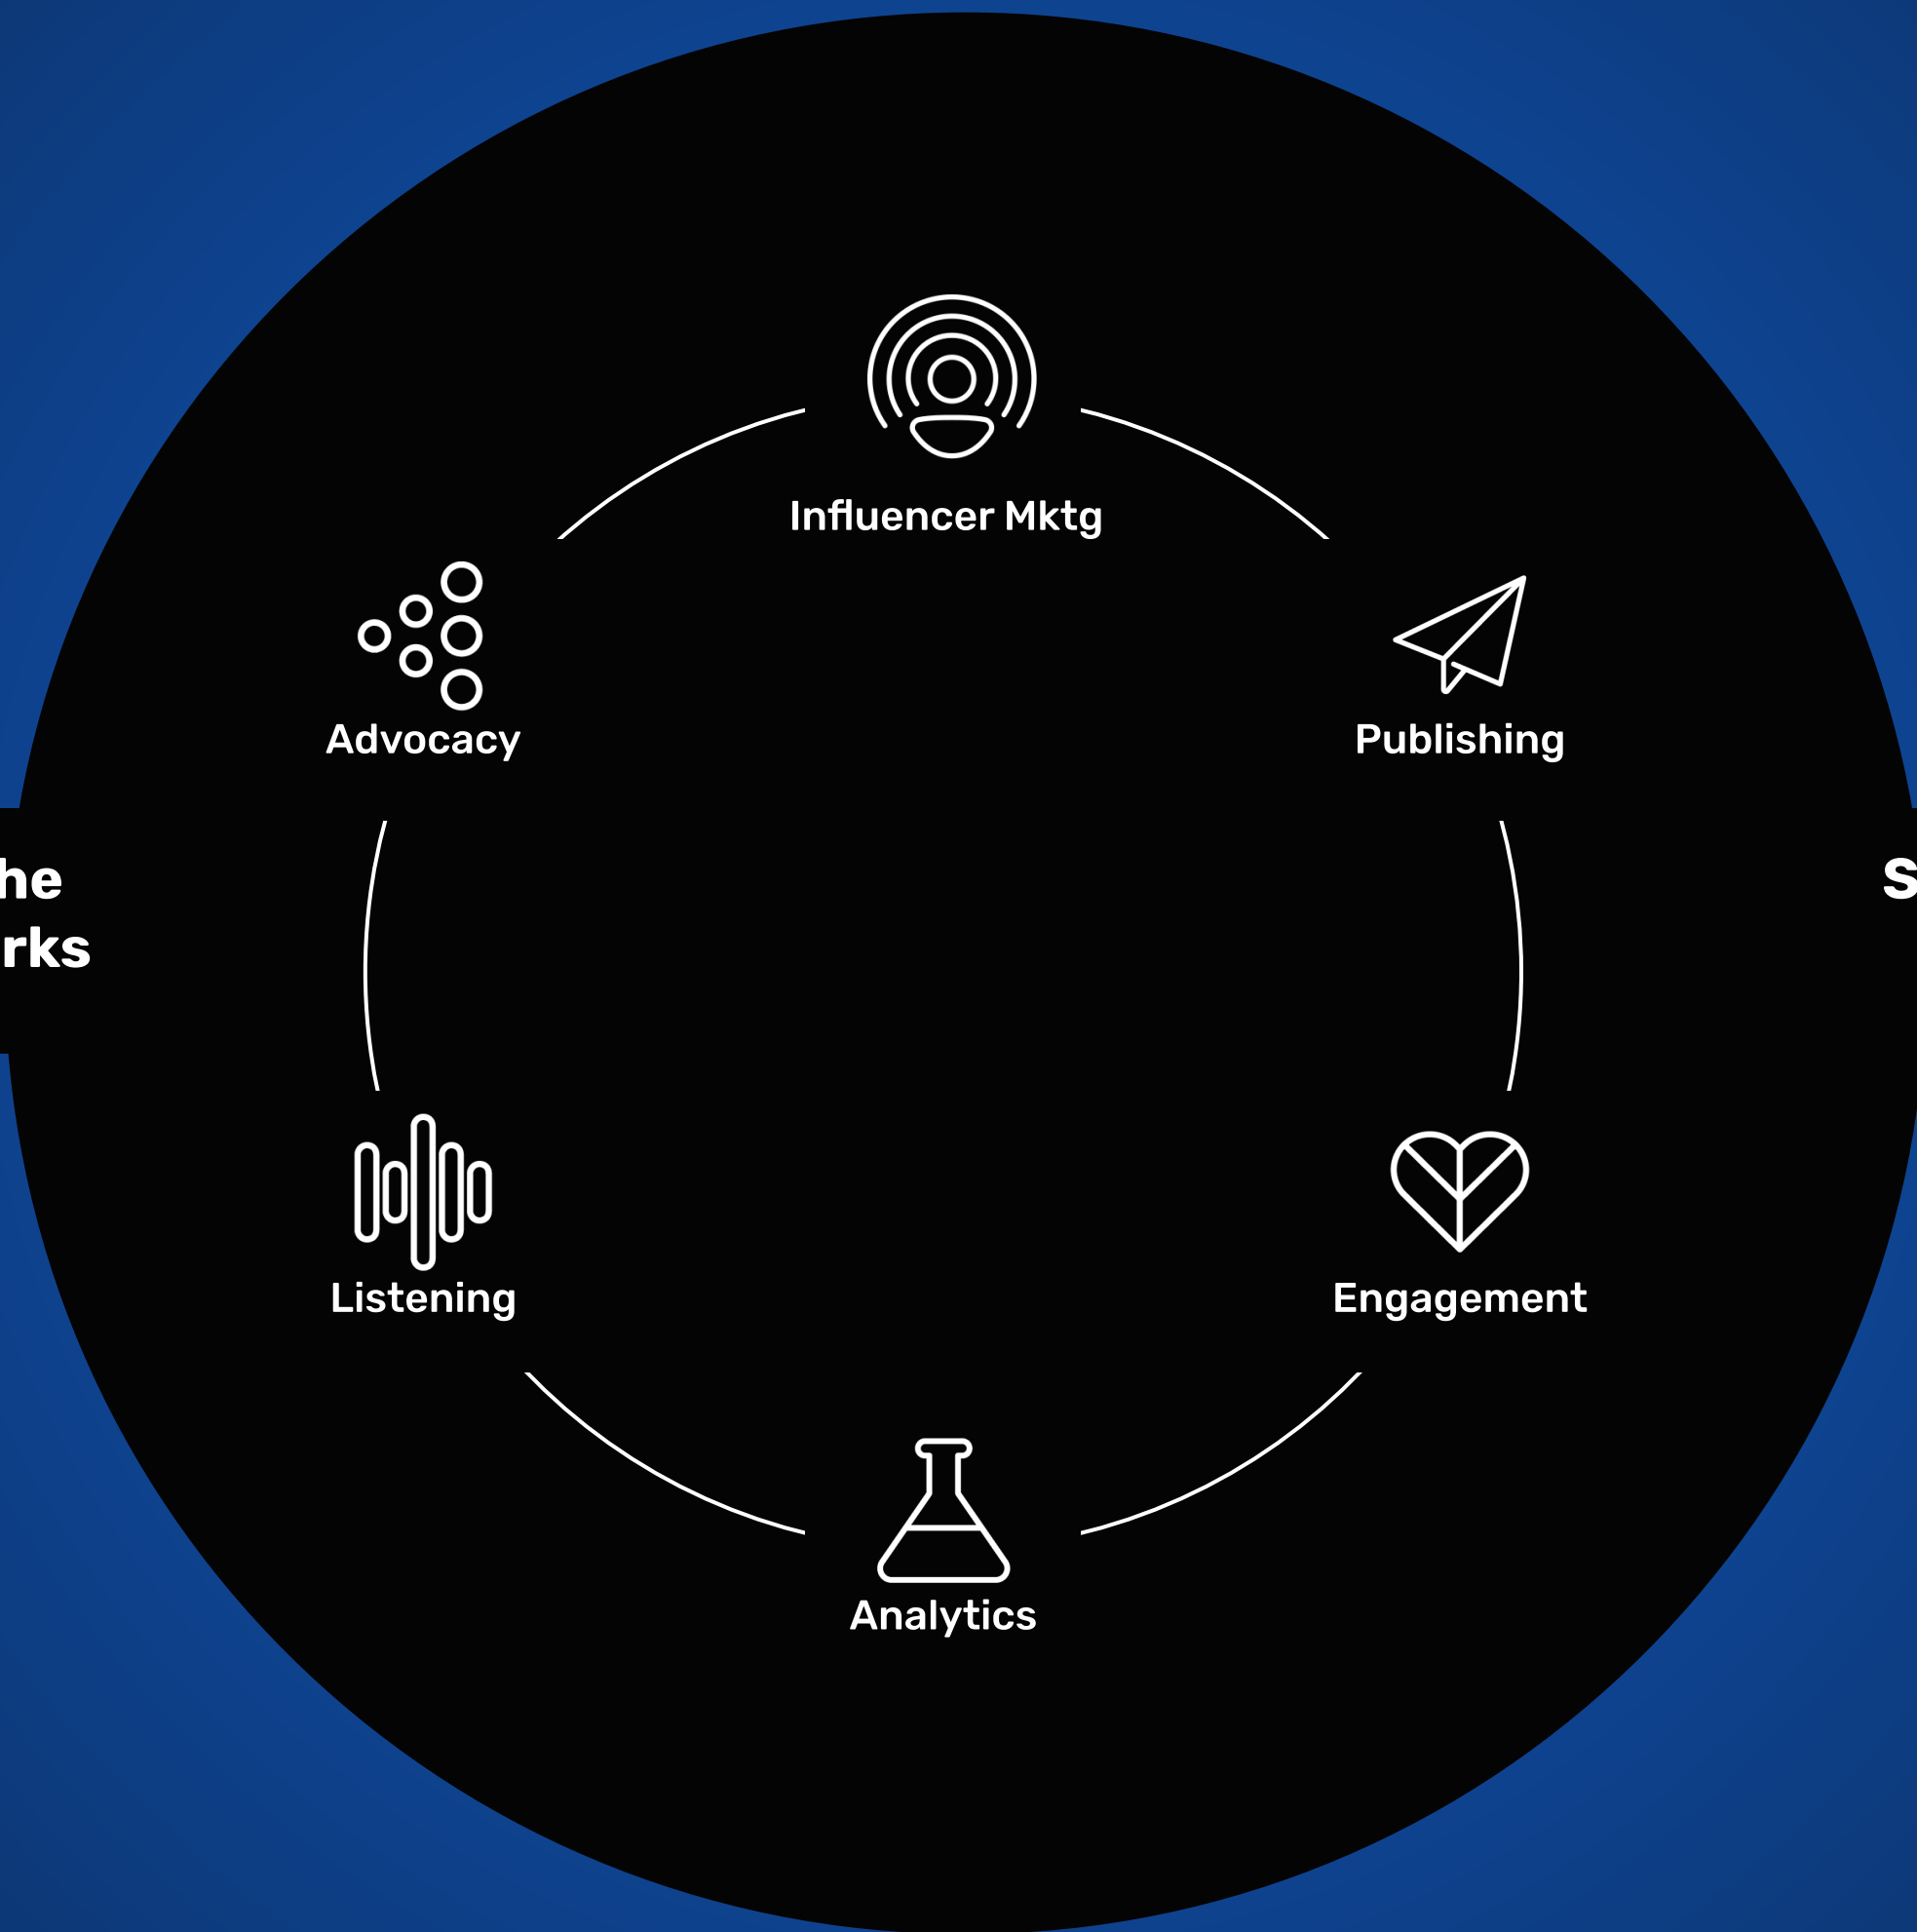 Influencer Mktg
Advocacy
Publishing
he
rks
S
Listening
Engagement
Analytics